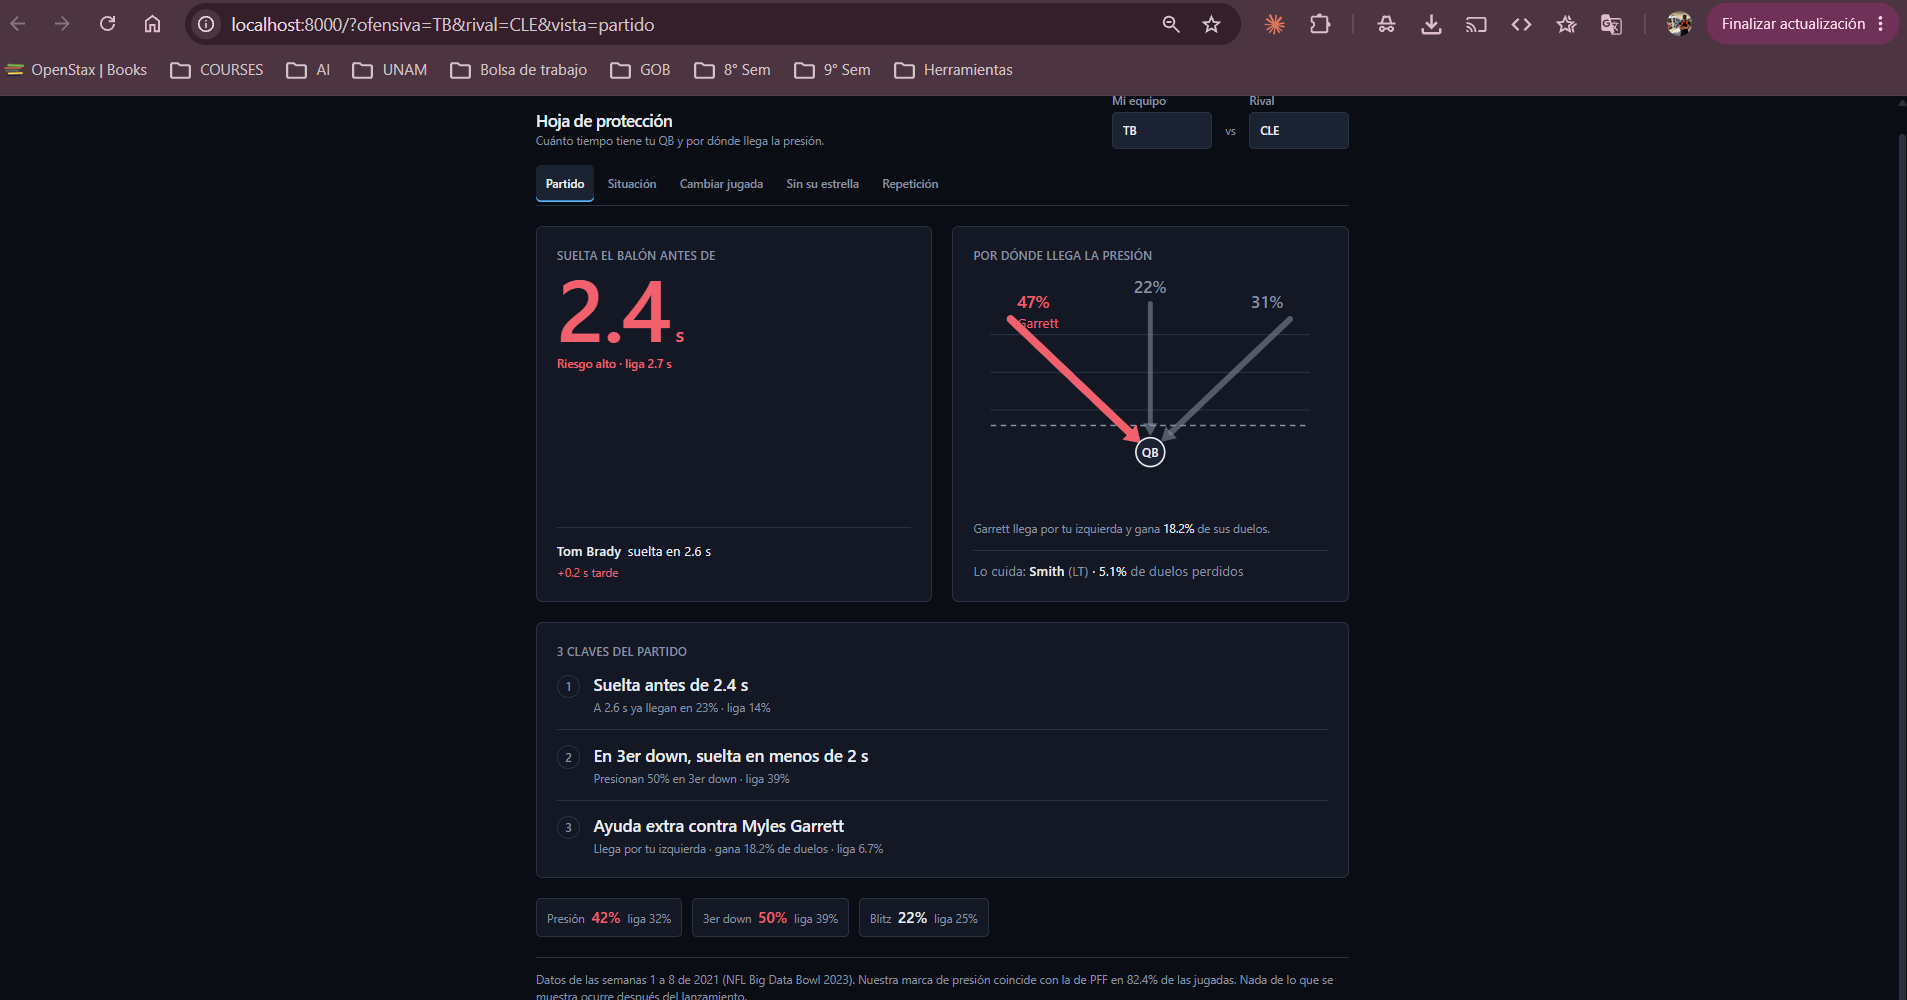 localhost:8000/?ofensiva=TB&rival=CLE&vista=partido
Finalizar actualización
OpenStax | Books
COURSES
AI
UNAM
Bolsa de trabajo
GOB
8° Sem
9° Sem
Herramientas
Hoja de protección
Cuánto tiempo tiene tu QB y por dónde llega la presión.
Mi equipo
Rival
TB
vs
CLE
Partido
Situación
Cambiar jugada
Sin su estrella
Repetición
SUELTA EL BALÓN ANTES DE
2.4 s
Riesgo alto · liga 2.7 s
Tom Brady suelta en 2.6 s
+0.2 s tarde
POR DÓNDE LLEGA LA PRESIÓN
47%
Garrett
22%
31%
QB
Garrett llega por tu izquierda y gana 18.2% de sus duelos.
Lo cuida: Smith (LT) · 5.1% de duelos perdidos
3 CLAVES DEL PARTIDO
1
Suelta antes de 2.4 s
A 2.6 s ya llegan en 23% · liga 14%
2
En 3er down, suelta en menos de 2 s
Presionan 50% en 3er down · liga 39%
3
Ayuda extra contra Myles Garrett
Llega por tu izquierda · gana 18.2% de duelos · liga 6.7%
Presión 42% liga 32%
3er down 50% liga 39%
Blitz 22% liga 25%
Datos de las semanas 1 a 8 de 2021 (NFL Big Data Bowl 2023). Nuestra marca de presión coincide con la de PFF en 82.4% de las jugadas. Nada de lo que se
muestra ocurre después del lanzamiento.